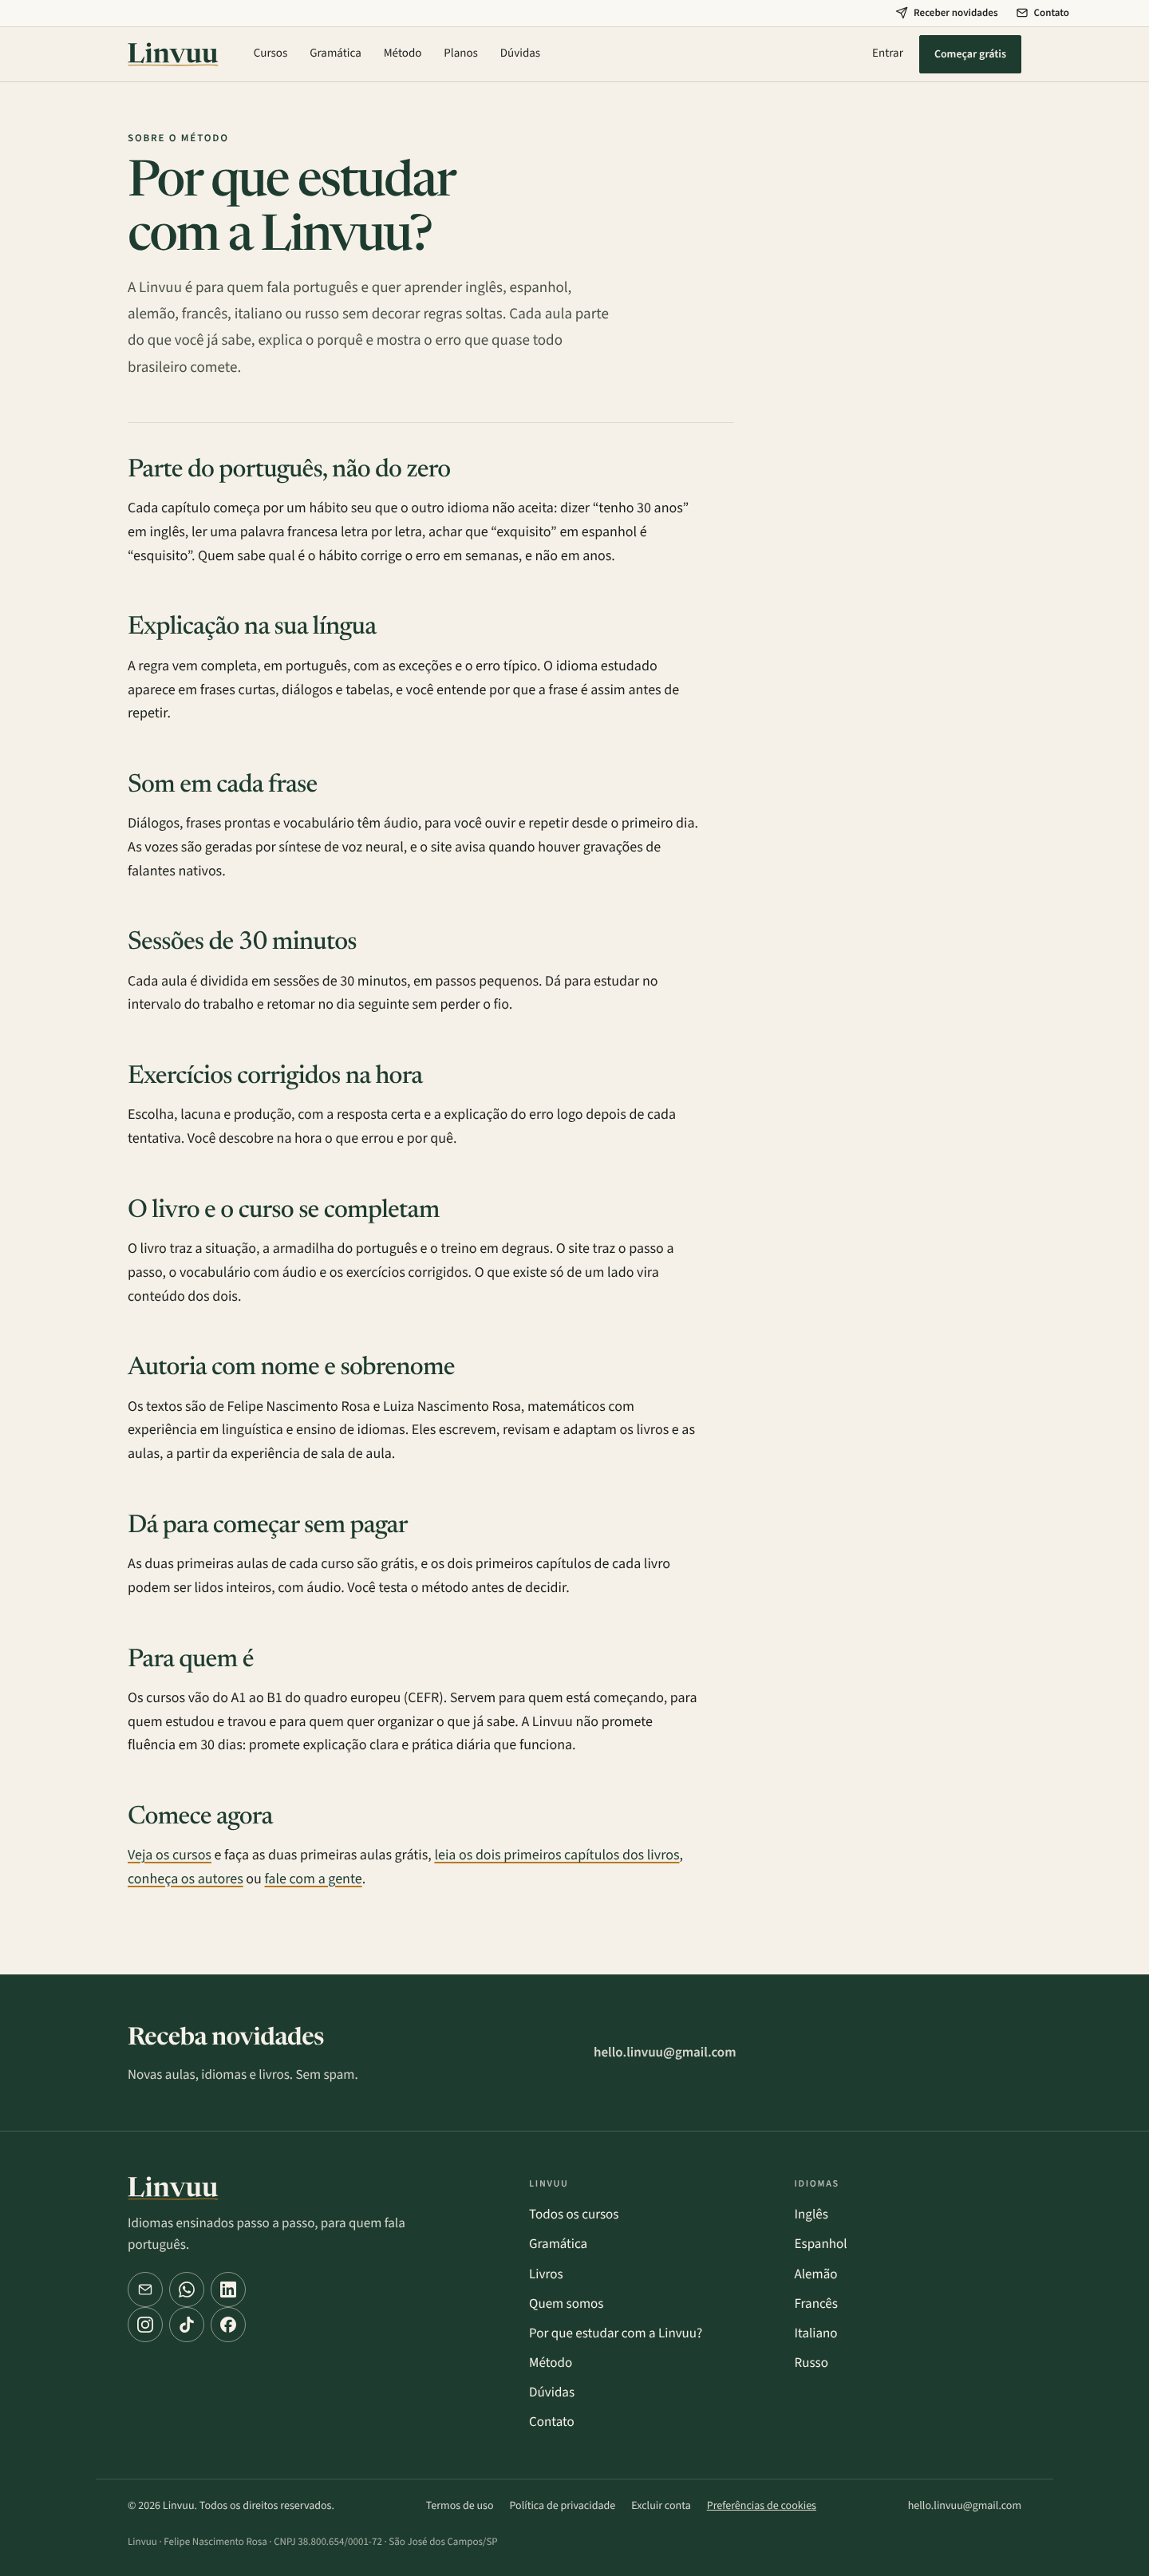 Receber novidades
Contato
Linvuu
Cursos
Gramática
Método
Planos
Dúvidas
Entrar
Começar grátis
SOBRE O MÉTODO
Por que estudar
com a Linvuu?
A Linvuu é para quem fala português e quer aprender inglês, espanhol,
alemão, francês, italiano ou russo sem decorar regras soltas. Cada aula parte
do que você já sabe, explica o porquê e mostra o erro que quase todo
brasileiro comete.
Parte do português, não do zero
Cada capítulo começa por um hábito seu que o outro idioma não aceita: dizer “tenho 30 anos”
em inglês, ler uma palavra francesa letra por letra, achar que “exquisito” em espanhol é
“esquisito”. Quem sabe qual é o hábito corrige o erro em semanas, e não em anos.
Explicação na sua língua
A regra vem completa, em português, com as exceções e o erro típico. O idioma estudado
aparece em frases curtas, diálogos e tabelas, e você entende por que a frase é assim antes de
repetir.
Som em cada frase
Diálogos, frases prontas e vocabulário têm áudio, para você ouvir e repetir desde o primeiro dia.
As vozes são geradas por síntese de voz neural, e o site avisa quando houver gravações de
falantes nativos.
Sessões de 30 minutos
Cada aula é dividida em sessões de 30 minutos, em passos pequenos. Dá para estudar no
intervalo do trabalho e retomar no dia seguinte sem perder o fio.
Exercícios corrigidos na hora
Escolha, lacuna e produção, com a resposta certa e a explicação do erro logo depois de cada
tentativa. Você descobre na hora o que errou e por quê.
O livro e o curso se completam
O livro traz a situação, a armadilha do português e o treino em degraus. O site traz o passo a
passo, o vocabulário com áudio e os exercícios corrigidos. O que existe só de um lado vira
conteúdo dos dois.
Autoria com nome e sobrenome
Os textos são de Felipe Nascimento Rosa e Luiza Nascimento Rosa, matemáticos com
experiência em linguística e ensino de idiomas. Eles escrevem, revisam e adaptam os livros e as
aulas, a partir da experiência de sala de aula.
Dá para começar sem pagar
As duas primeiras aulas de cada curso são grátis, e os dois primeiros capítulos de cada livro
podem ser lidos inteiros, com áudio. Você testa o método antes de decidir.
Para quem é
Os cursos vão do A1 ao B1 do quadro europeu (CEFR). Servem para quem está começando, para
quem estudou e travou e para quem quer organizar o que já sabe. A Linvuu não promete
fluência em 30 dias: promete explicação clara e prática diária que funciona.
Comece agora
Veja os cursos e faça as duas primeiras aulas grátis, leia os dois primeiros capítulos dos livros,
conheça os autores ou fale com a gente.
Receba novidades
Novas aulas, idiomas e livros. Sem spam.
hello.linvuu@gmail.com
Linvuu
Idiomas ensinados passo a passo, para quem fala
português.
LINVUU
Todos os cursos
Gramática
Livros
Quem somos
Por que estudar com a Linvuu?
Método
Dúvidas
Contato
IDIOMAS
Inglês
Espanhol
Alemão
Francês
Italiano
Russo
© 2026 Linvuu. Todos os direitos reservados.
Termos de uso
Política de privacidade
Excluir conta
Preferências de cookies
hello.linvuu@gmail.com
Linvuu · Felipe Nascimento Rosa · CNPJ 38.800.654/0001-72 · São José dos Campos/SP